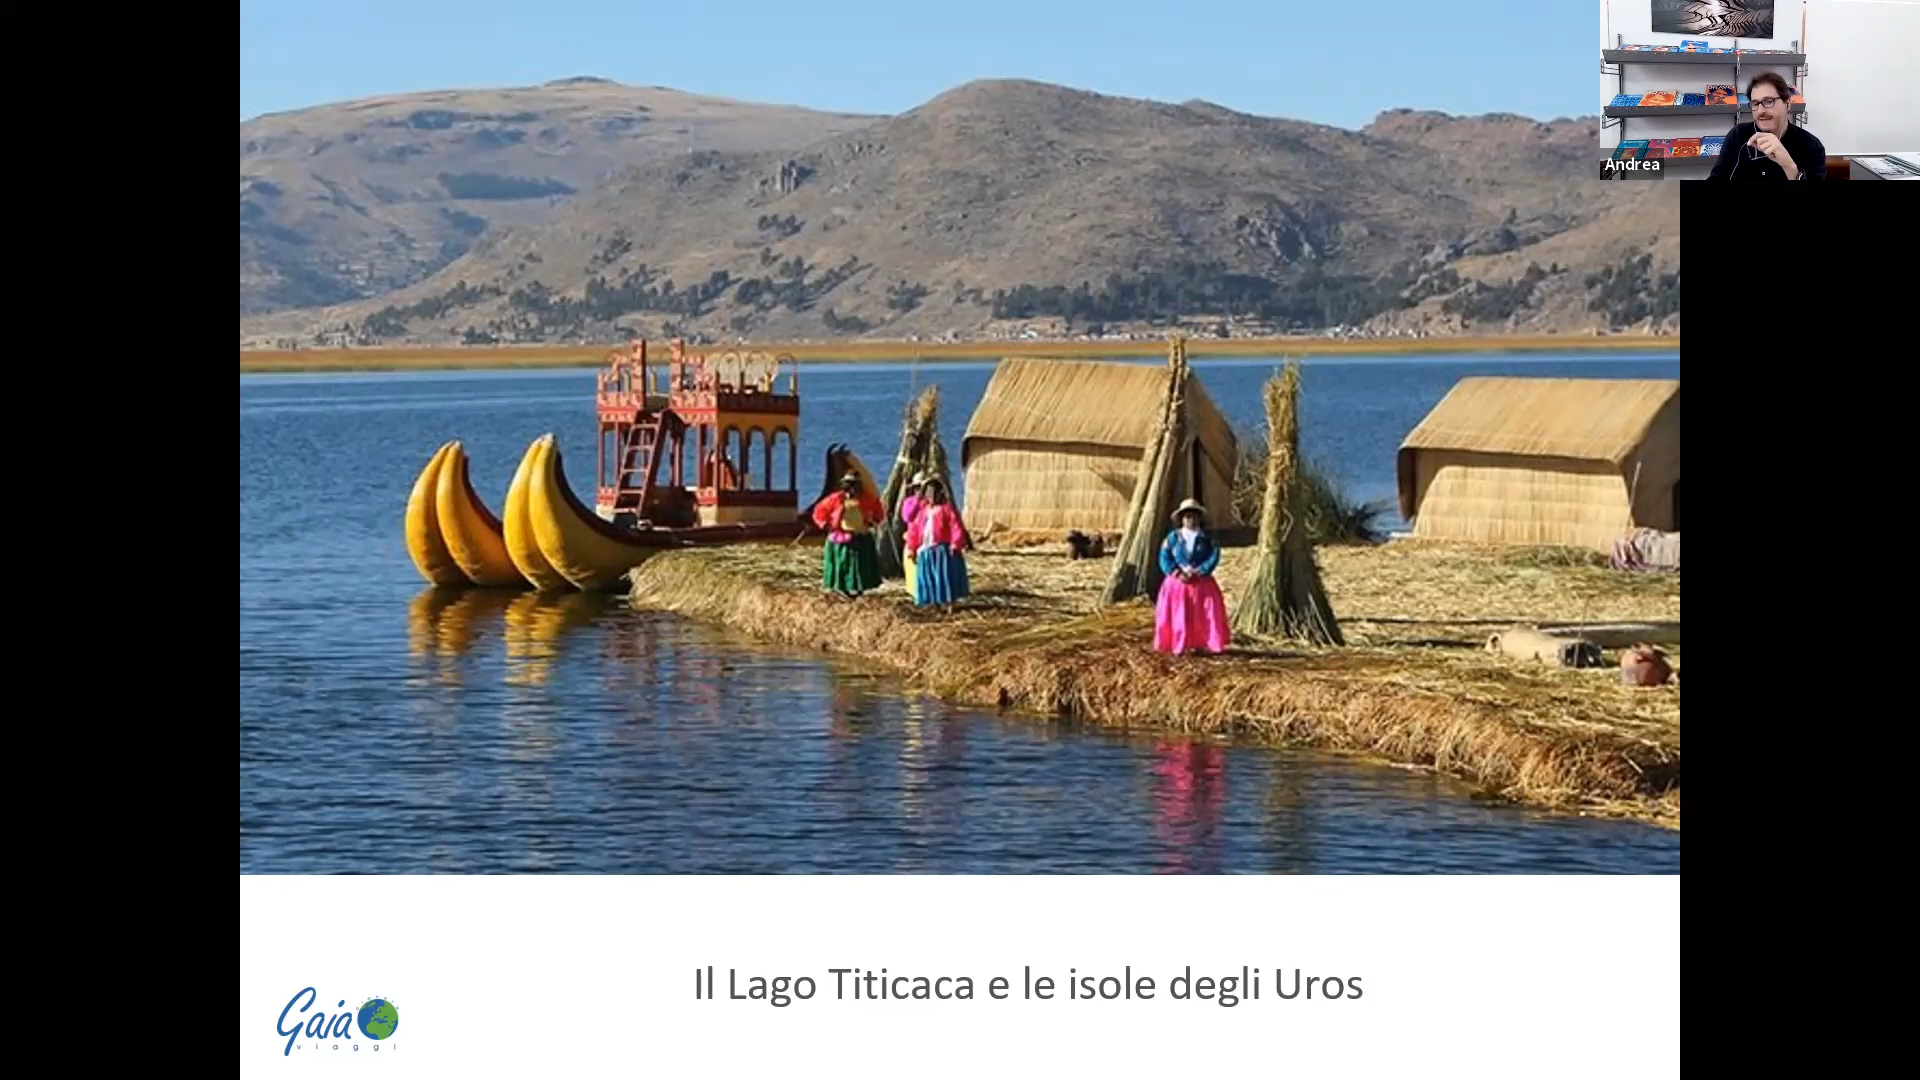 Andrea
Il Lago Titicaca e le isole degli Uros
Gaia
viaggi